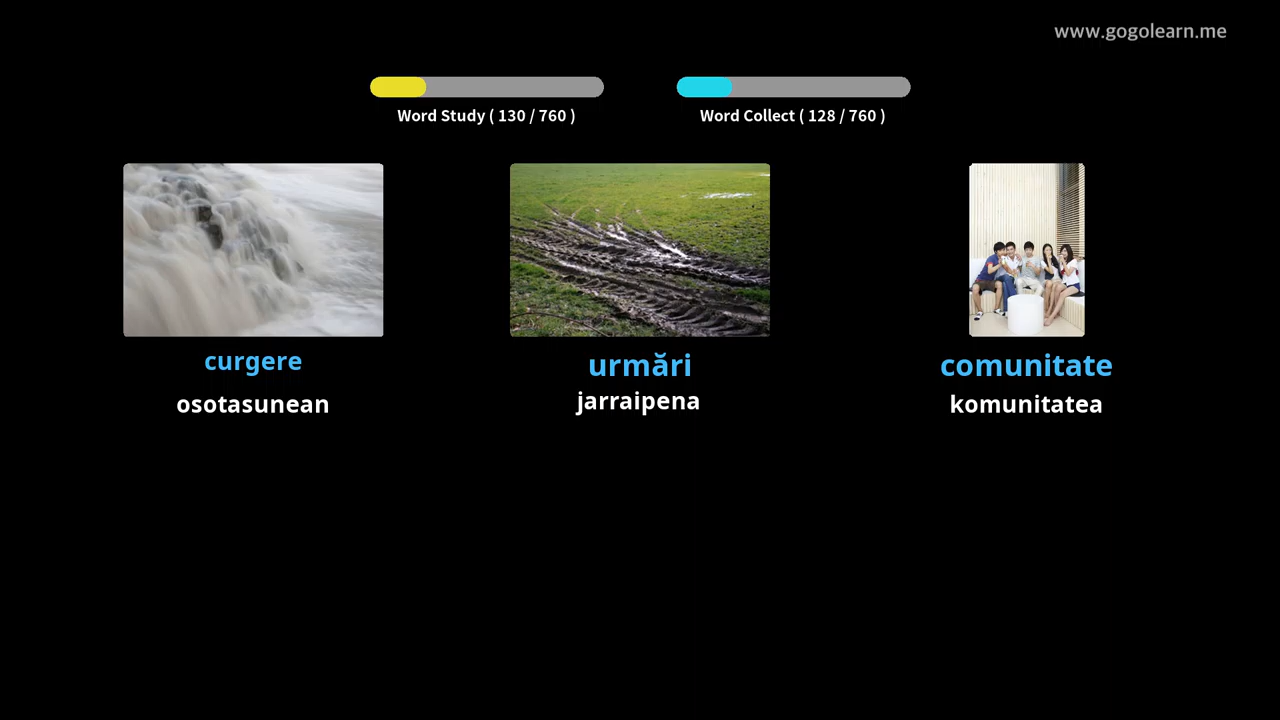 www.gogolearn.me
Word Study ( 130 / 760 )
Word Collect ( 128 / 760 )
curgere
osotasunean
urmări
jarraipena
comunitate
komunitatea